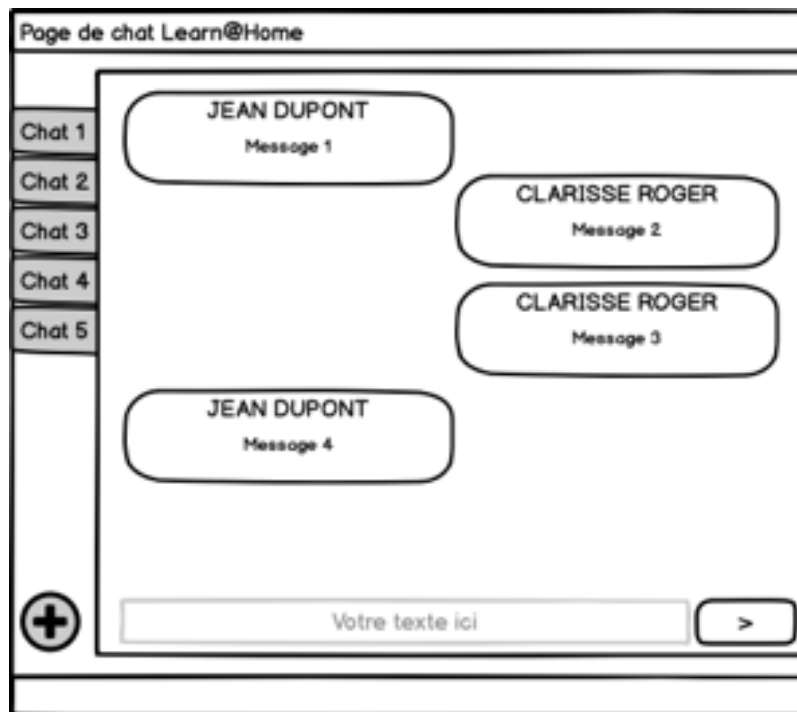 Page de chat Learn@Home
Chat 1
Chat 2
Chat 3
Chat 4
Chat 5
JEAN DUPONT
Message 1
CLARISSE ROGER
Message 2
CLARISSE ROGER
Message 3
JEAN DUPONT
Message 4
Votre texte ici
>